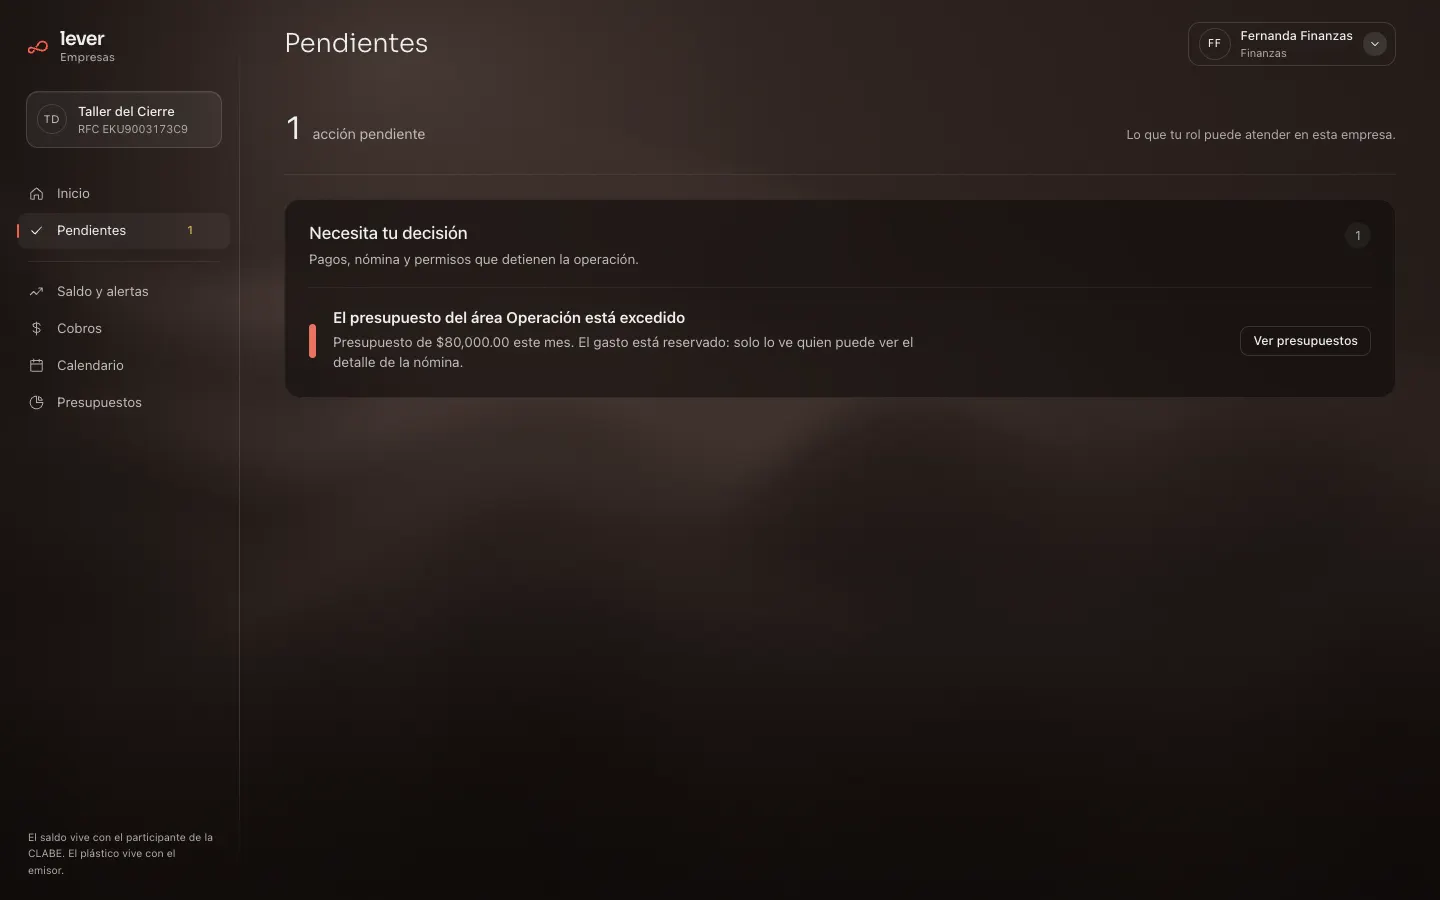 lever
Empresas
TD
Taller del Cierre
RFC EKU9003173C9
Inicio
Pendientes 1
Saldo y alertas
Cobros
Calendario
Presupuestos
El saldo vive con el participante de la
CLABE. El plástico vive con el
emisor.
Pendientes
FF
Fernanda Finanzas
Finanzas
1 acción pendiente
Lo que tu rol puede atender en esta empresa.
Necesita tu decisión
1
Pagos, nómina y permisos que detienen la operación.
El presupuesto del área Operación está excedido
Presupuesto de $80,000.00 este mes. El gasto está reservado: solo lo ve quien puede ver el
detalle de la nómina.
Ver presupuestos